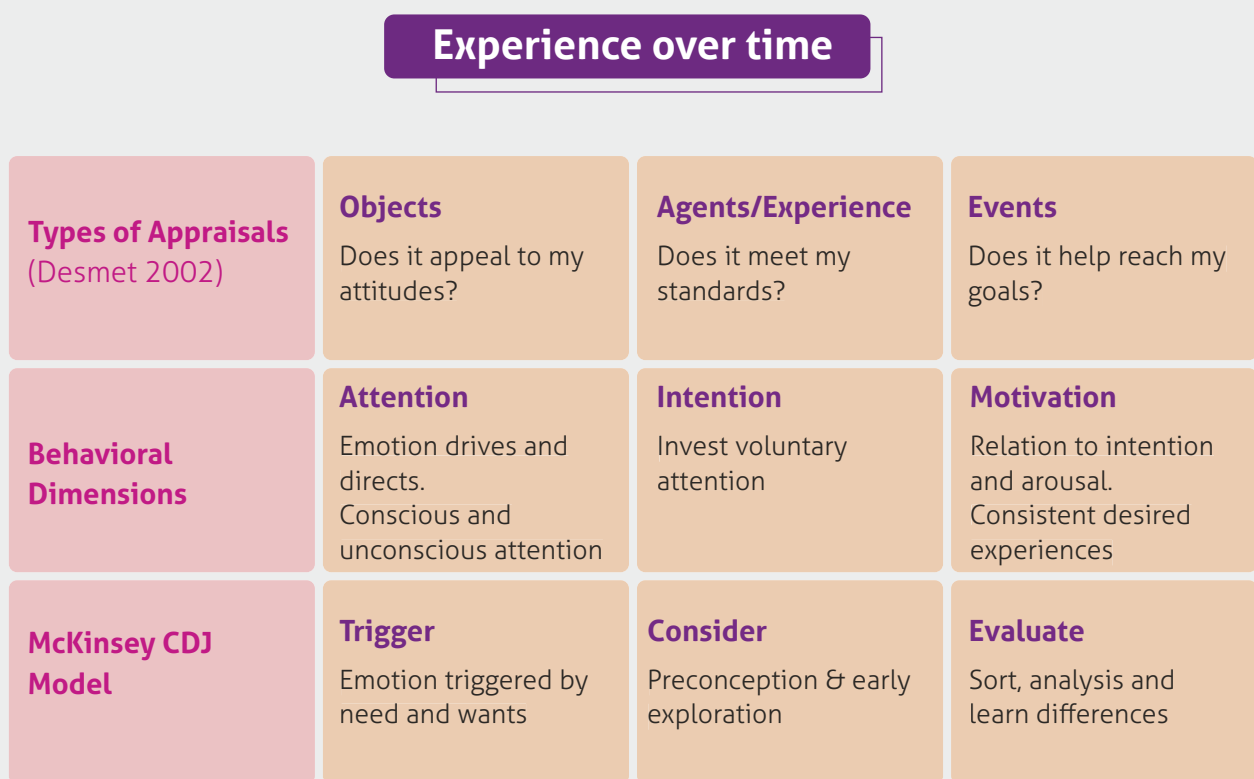 Experience over time
Types of Appraisals
(Desmet 2002)
Objects
Does it appeal to my
attitudes?
Agents/Experience
Does it meet my
standards?
Events
Does it help reach my
goals?
Behavioral
Dimensions
Attention
Emotion drives and
directs.
Conscious and
unconscious attention
Intention
Invest voluntary
attention
Motivation
Relation to intention
and arousal.
Consistent desired
experiences
McKinsey CDJ
Model
Trigger
Emotion triggered by
need and wants
Consider
Preconception & early
exploration
Evaluate
Sort, analysis and
learn differences